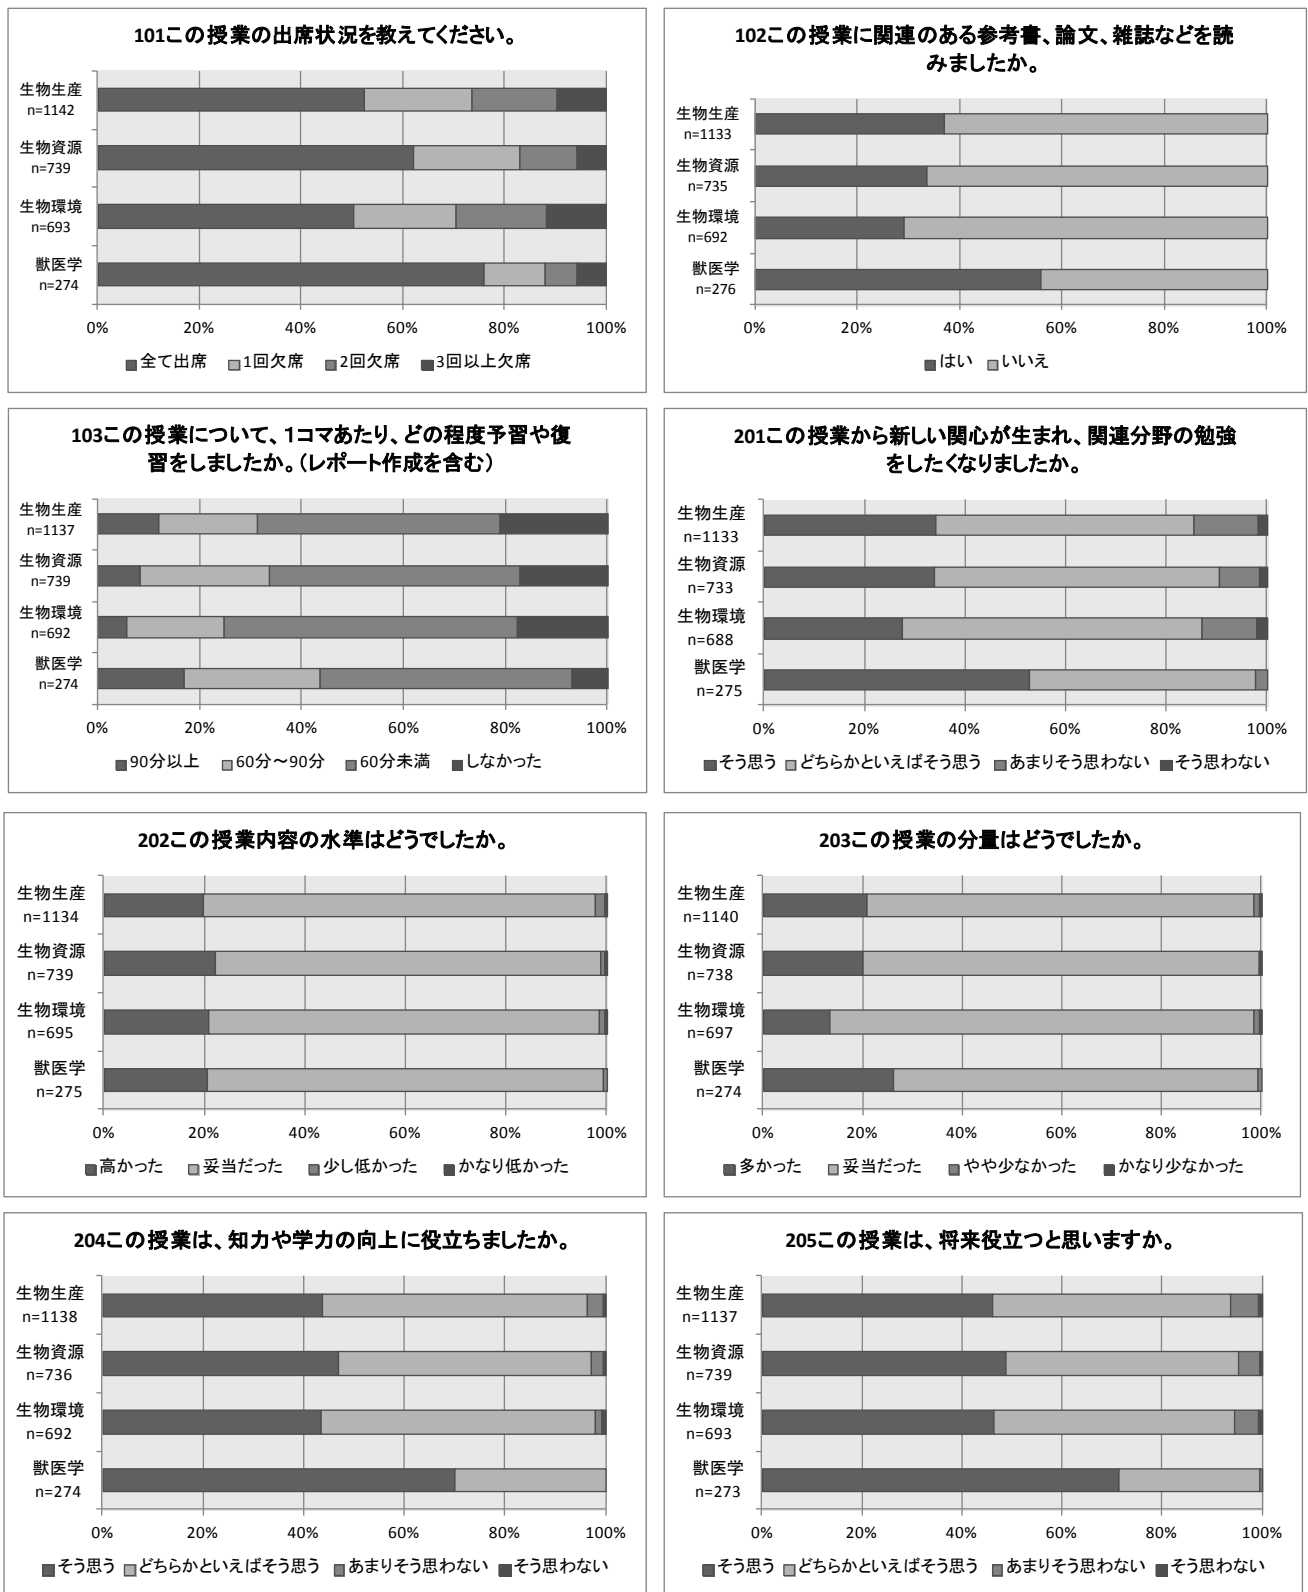 101この授業の出席状況を教えてください。
生物生産
n=1142
生物資源
n=739
生物環境
n=693
獣医学
n=274
0% 20% 40% 60% 80% 100%
全て出席 1回欠席 2回欠席 3回以上欠席
102この授業に関連のある参考書、論文、雑誌などを読
みましたか。
生物生産
n=1133
生物資源
n=735
生物環境
n=692
獣医学
n=276
0% 20% 40% 60% 80% 100%
はい いいえ
103この授業について、1コマあたり、どの程度予習や復
習をしましたか。(レポート作成を含む)
生物生産
n=1137
生物資源
n=739
生物環境
n=692
獣医学
n=274
0% 20% 40% 60% 80% 100%
90分以上 60分～90分 60分未満 しなかった
201この授業から新しい関心が生まれ、関連分野の勉強
をしたくなりましたか。
生物生産
n=1133
生物資源
n=733
生物環境
n=688
獣医学
n=275
0% 20% 40% 60% 80% 100%
そう思う どちらかといえばそう思う あまりそう思わない そう思わない
202この授業内容の水準はどうでしたか。
生物生産
n=1134
生物資源
n=739
生物環境
n=695
獣医学
n=275
0% 20% 40% 60% 80% 100%
高かった 妥当だった 少し低かった かなり低かった
203この授業の分量はどうでしたか。
生物生産
n=1140
生物資源
n=738
生物環境
n=697
獣医学
n=274
0% 20% 40% 60% 80% 100%
多かった 妥当だった やや少なかった かなり少なかった
204この授業は、知力や学力の向上に役立ちましたか。
生物生産
n=1138
生物資源
n=736
生物環境
n=692
獣医学
n=274
0% 20% 40% 60% 80% 100%
そう思う どちらかといえばそう思う あまりそう思わない そう思わない
205この授業は、将来役立つと思いますか。
生物生産
n=1137
生物資源
n=739
生物環境
n=693
獣医学
n=273
0% 20% 40% 60% 80% 100%
そう思う どちらかといえばそう思う あまりそう思わない そう思わない